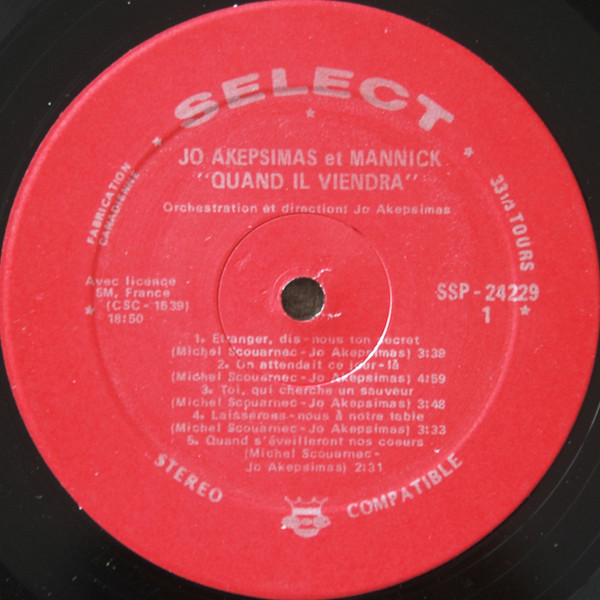 SELECT
JO AKEPSIMAS et MANNICK
"QUAND IL VIENDRA"
Orchestration et direction: Jo Akepsimas
FABRICATION
CANADIENNE
33 1/3 TOURS
Avec licence
SM, France
(CSC-1639)
18:50
SSP-24229
1
1. Étranger, dis-nous ton secret
(Michel Scouarnec-Jo Akepsimas) 3:39
2. On attendait ce jour-là
(Michel Scouarnec-Jo Akepsimas) 4:59
3. Toi, qui cherche un sauveur
(Michel Scouarnec-Jo Akepsimas) 3:48
4. Laisserons-nous à notre table
(Michel Scouarnec-Jo Akepsimas) 3:33
5. Quand s'éveilleront nos coeurs
(Michel Scouarnec-
Jo Akepsimas) 2:31
STEREO
COMPATIBLE